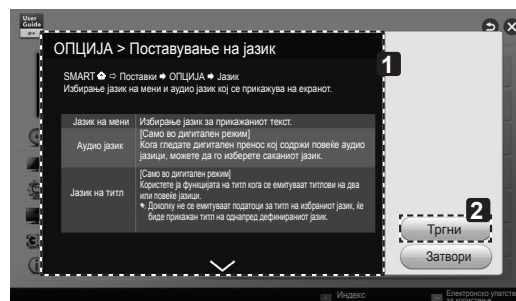 User
Guide
ОПЦИЈА > Поставување на јазик
1
SMART ⇨ Поставки ➡ ОПЦИЈА ➡ Јазик
Избирање јазик на мени и аудио јазик кој се прикажува на екранот.
Јазик на мени Избирање јазик за прикажаниот текст.
Аудио јазик [Само во дигитален режим]
Кога гледате дигитален пренос кој содржи повеќе аудио
јазици, можете да го изберете саканиот јазик.
Јазик на титл [Само во дигитален режим]
Користете ја функцијата на титл кога се емитуваат титлови на два
или повеќе јазици.
Доколку не се емитуваат податоци за титл на избраниот јазик, ќе
биде прикажан титл на однапред дефинираниот јазик.
2
Тргни
Затвори
Индекс
Електронско упатства
за користење